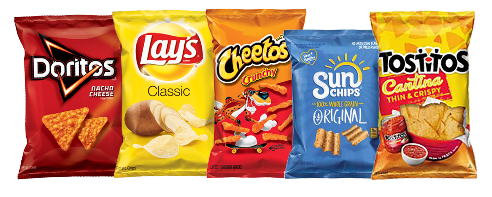 Doritos
NACHO
CHEESE
Lay's
Classic
Cheetos
Crunchy
Sun
CHIPS
100% WHOLE GRAIN
ORIGINAL
TOSTITOS
Cantina
THIN & CRISPY